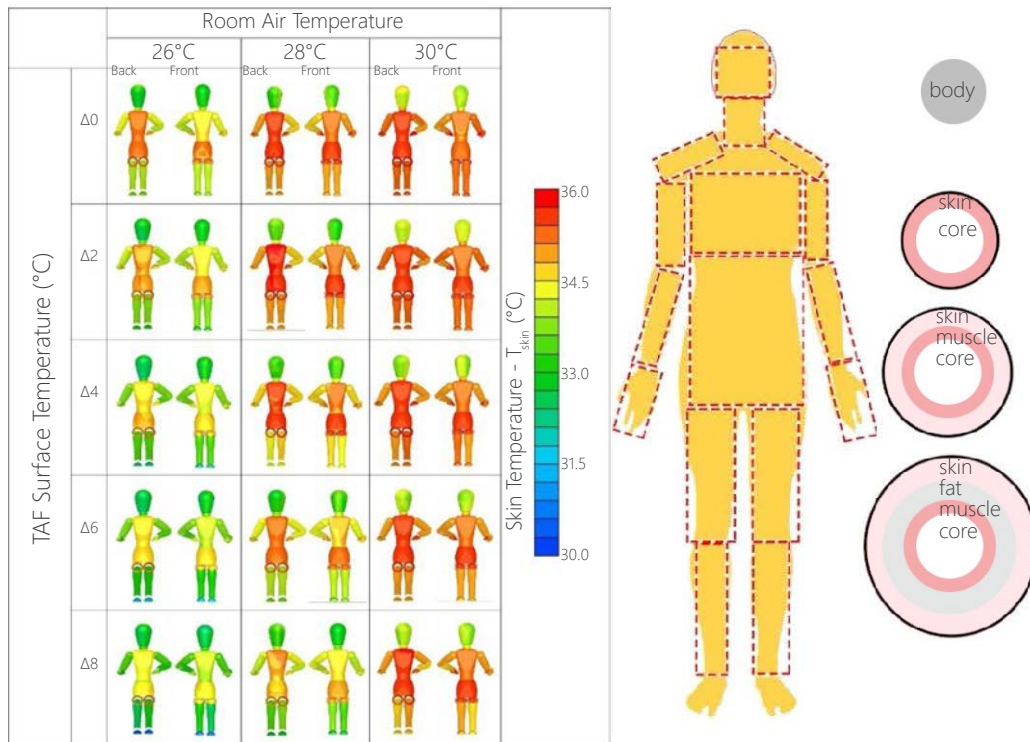 Room Air Temperature
26°C 28°C 30°C
Back Front Back Front Back Front
TAF Surface Temperature (°C)
Δ0
Δ2
Δ4
Δ6
Δ8
Skin Temperature - Tskin (°C)
36.0
34.5
33.0
31.5
30.0
body
skin
core
skin
muscle
core
skin
fat
muscle
core